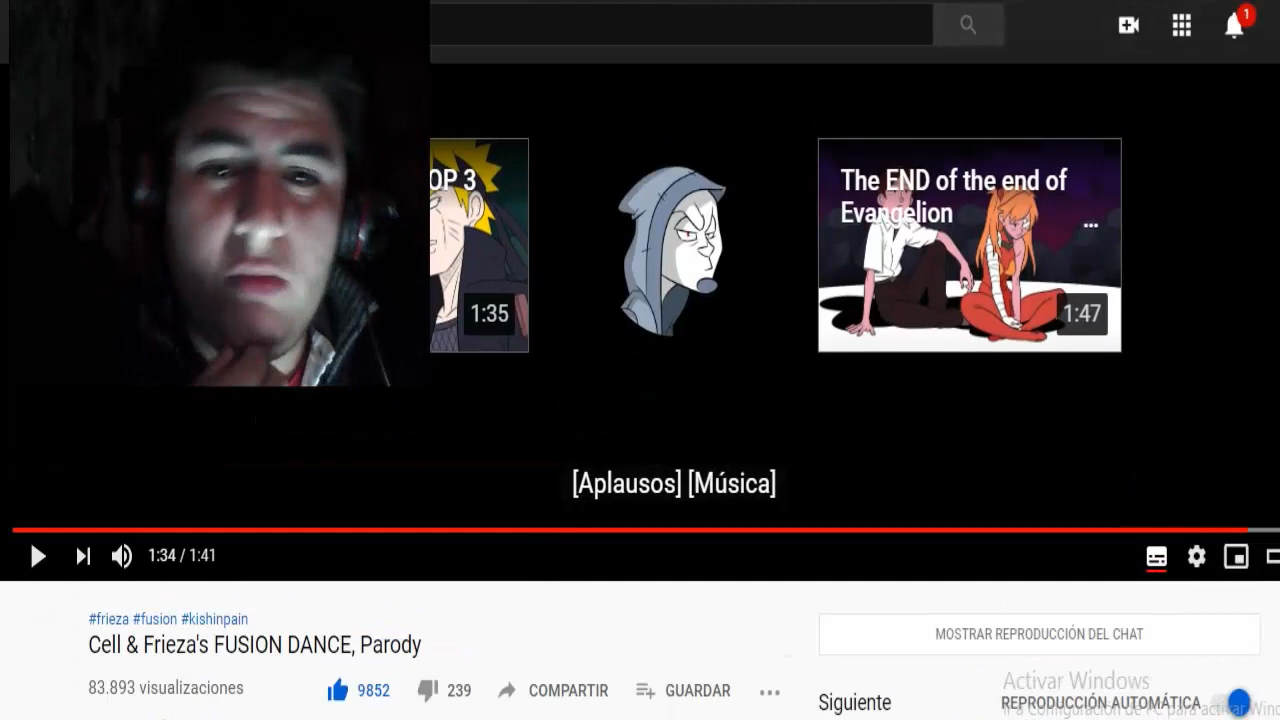 1
OP 3
1:35
The END of the end of
Evangelion
1:47
[Aplausos] [Música]
1:34 / 1:41
#frieza #fusion #kishinpain
Cell & Frieza's FUSION DANCE, Parody
83.893 visualizaciones
9852
239
COMPARTIR
GUARDAR
MOSTRAR REPRODUCCIÓN DEL CHAT
Siguiente
Activar Windows
REPRODUCCIÓN AUTOMÁTICA